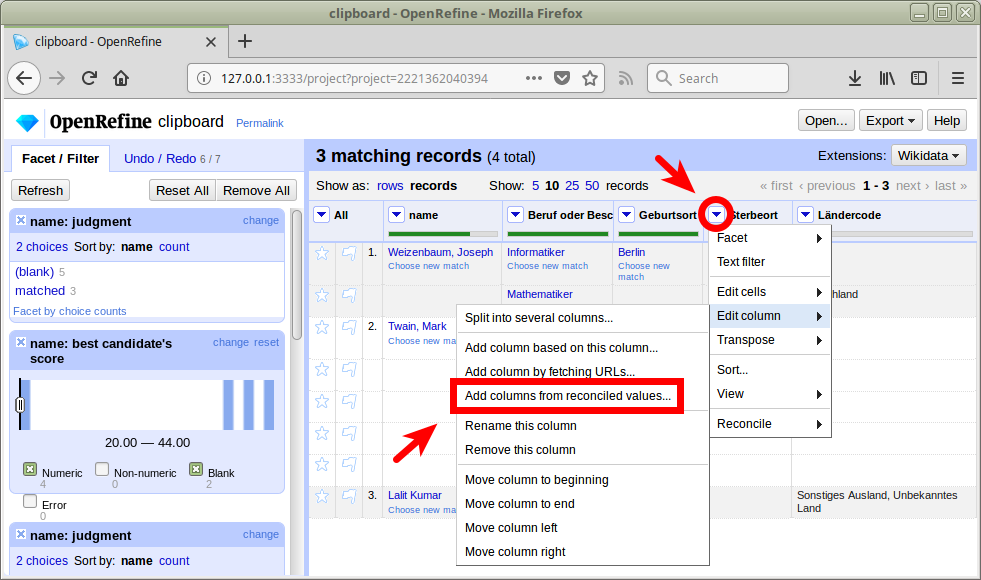 clipboard - OpenRefine - Mozilla Firefox
clipboard - OpenRefine
127.0.0.1:3333/project?project=2221362040394
Search
OpenRefine clipboard Permalink
Open... Export Help
Facet / Filter Undo / Redo 6 / 7
Refresh Reset All Remove All
name: judgment change
2 choices Sort by: name count
(blank) 5
matched 3
Facet by choice counts
name: best candidate's score change reset
20.00 — 44.00
Numeric 4
Non-numeric 0
Blank 2
Error 0
name: judgment change
2 choices Sort by: name count
3 matching records (4 total)
Extensions: Wikidata
Show as: rows records Show: 5 10 25 50 records
« first ‹ previous 1 - 3 next › last »
All name Beruf oder Besc Geburtsort Sterbeort Ländercode
1. Weizenbaum, Joseph Informatiker Berlin
Choose new match Choose new match Choose new match
Mathematiker hland
2. Twain, Mark
Choose new ma
3. Lalit Kumar Sonstiges Ausland, Unbekanntes Land
Choose new ma
Facet
Text filter
Edit cells
Edit column
Transpose
Sort...
View
Reconcile
Split into several columns...
Add column based on this column...
Add column by fetching URLs...
Add columns from reconciled values...
Rename this column
Remove this column
Move column to beginning
Move column to end
Move column left
Move column right